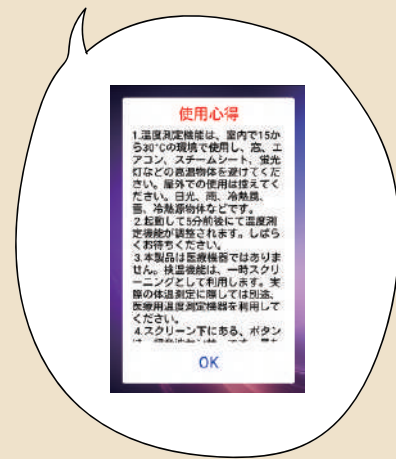 使用心得
1.温度測定機能は、室内で15か
ら30°Cの環境で使用し、窓、エ
アコン、スチームシート、蛍光
灯などの高温物体を避けてくだ
さい。屋外での使用は控えてく
ださい。日光、雨、冷熱風、
雪、冷熱源物体などです。
2.起動して5分前後にて温度測
定機能が調整されます。しばら
くお待ちください。
3.本製品は医療機器ではありま
せん。検温機能は、一時スクリ
ーニングとして利用します。実
際の体温測定に際しては別途、
医療用温度測定機器を利用して
ください。
4.スクリーン下にある、ボタン
OK